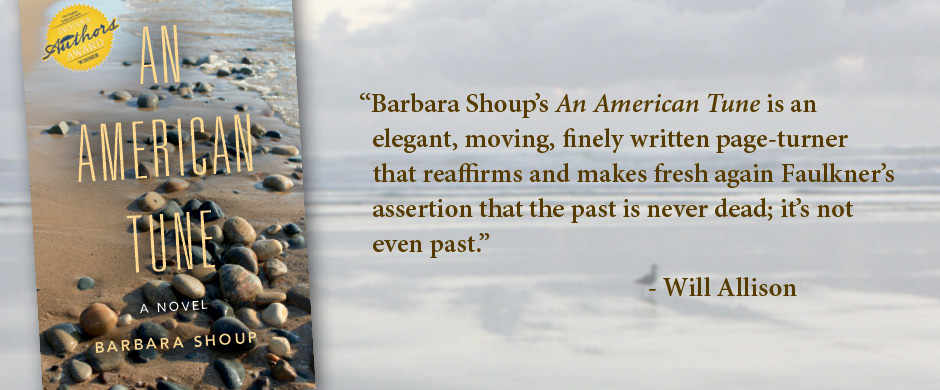 Authors
AWARD
WINNER
AN
AMERICAN
TUNE
A NOVEL
BARBARA SHOUP
“Barbara Shoup’s An American Tune is an
elegant, moving, finely written page-turner
that reaffirms and makes fresh again Faulkner’s
assertion that the past is never dead; it’s not
even past.”
- Will Allison